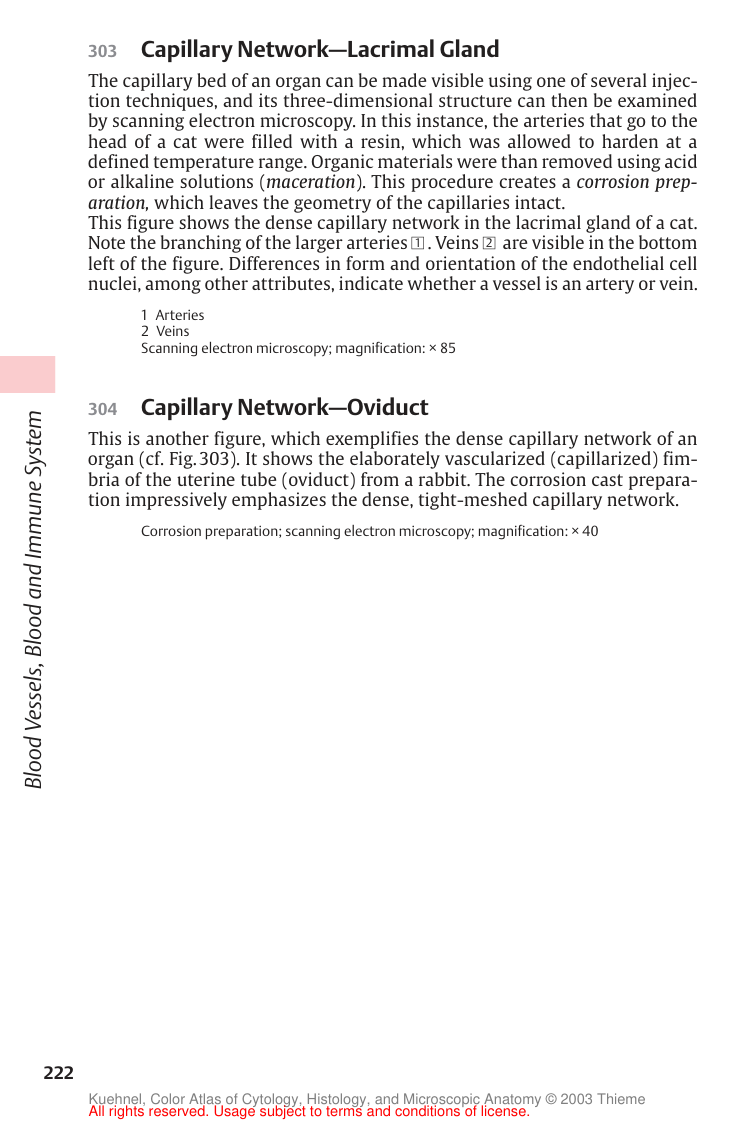 303 Capillary Network—Lacrimal Gland
The capillary bed of an organ can be made visible using one of several injec-
tion techniques, and its three-dimensional structure can then be examined
by scanning electron microscopy. In this instance, the arteries that go to the
head of a cat were filled with a resin, which was allowed to harden at a
defined temperature range. Organic materials were than removed using acid
or alkaline solutions (maceration). This procedure creates a corrosion prep-
aration, which leaves the geometry of the capillaries intact.
This figure shows the dense capillary network in the lacrimal gland of a cat.
Note the branching of the larger arteries 1 . Veins 2 are visible in the bottom
left of the figure. Differences in form and orientation of the endothelial cell
nuclei, among other attributes, indicate whether a vessel is an artery or vein.
1 Arteries
2 Veins
Scanning electron microscopy; magnification: × 85
304 Capillary Network—Oviduct
This is another figure, which exemplifies the dense capillary network of an
organ (cf. Fig. 303). It shows the elaborately vascularized (capillarized) fim-
bria of the uterine tube (oviduct) from a rabbit. The corrosion cast prepara-
tion impressively emphasizes the dense, tight-meshed capillary network.
Corrosion preparation; scanning electron microscopy; magnification: × 40
Blood Vessels, Blood and Immune System
222
Kuehnel, Color Atlas of Cytology, Histology, and Microscopic Anatomy © 2003 Thieme
All rights reserved. Usage subject to terms and conditions of license.